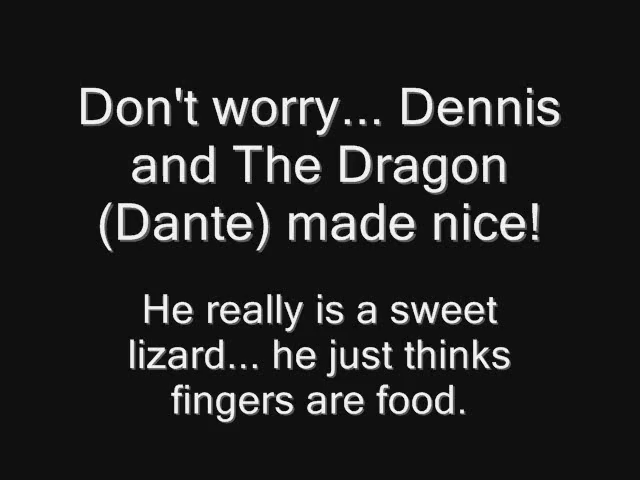 Don't worry... Dennis
and The Dragon
(Dante) made nice!
He really is a sweet
lizard... he just thinks
fingers are food.